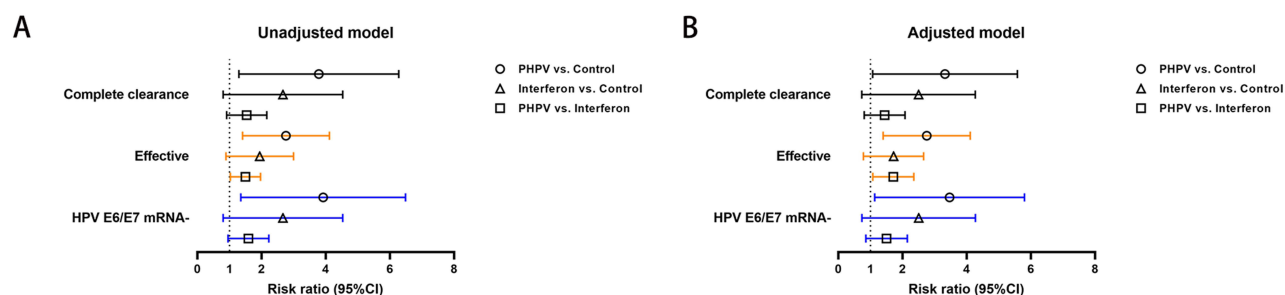 A
Unadjusted model
Complete clearance
Effective
HPV E6/E7 mRNA-
PHPV vs. Control
Interferon vs. Control
PHPV vs. Interferon
0 1 2 4 6 8
Risk ratio (95%CI)
B
Adjusted model
Complete clearance
Effective
HPV E6/E7 mRNA-
PHPV vs. Control
Interferon vs. Control
PHPV vs. Interferon
0 1 2 4 6 8
Risk ratio (95%CI)